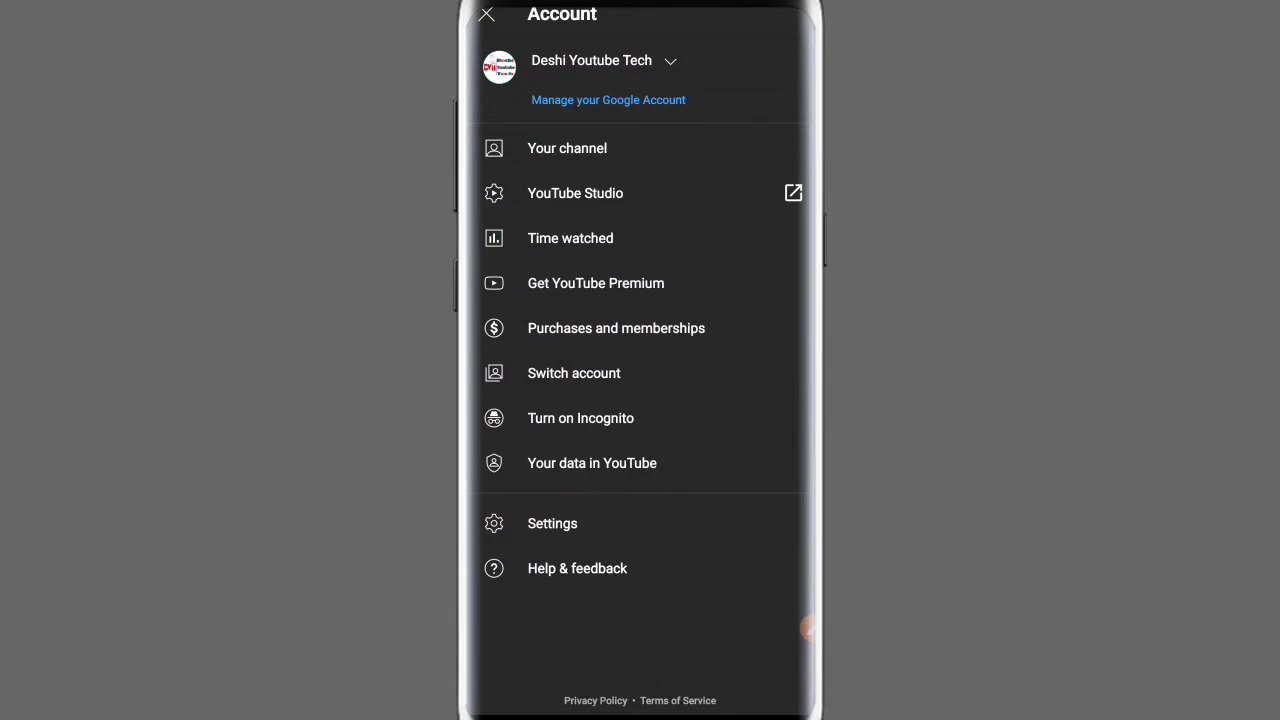 Account
Deshi Youtube Tech
Manage your Google Account
Your channel
YouTube Studio
Time watched
Get YouTube Premium
Purchases and memberships
Switch account
Turn on Incognito
Your data in YouTube
Settings
Help & feedback
Privacy Policy • Terms of Service